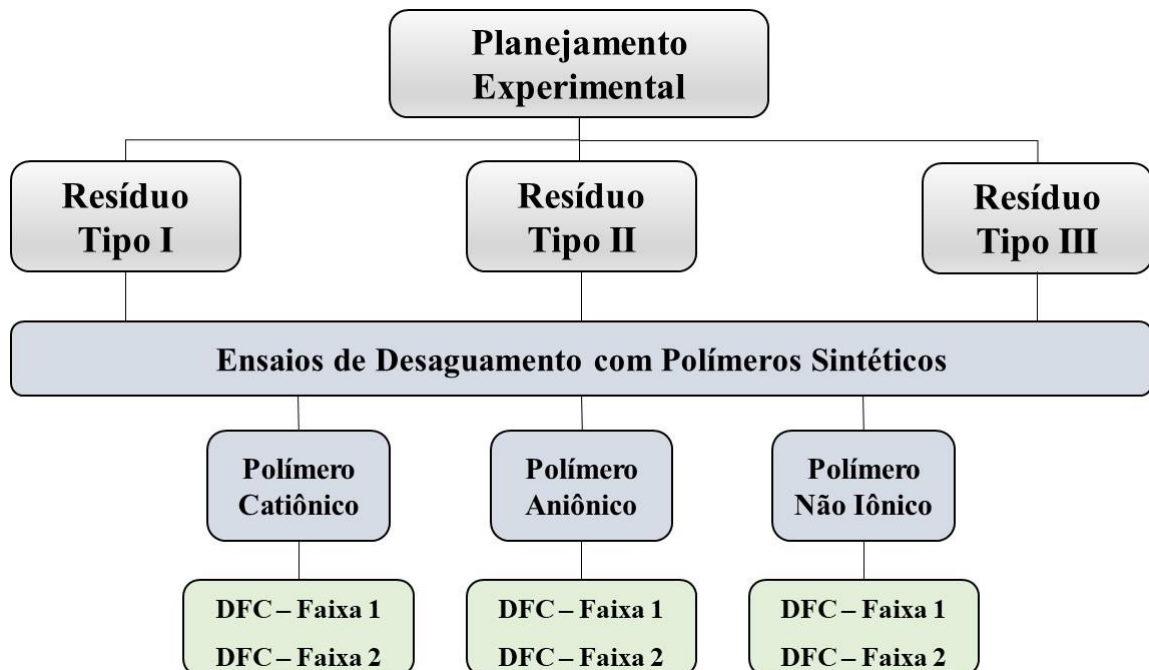 Planejamento
Experimental
Resíduo
Tipo I
Resíduo
Tipo II
Resíduo
Tipo III
Ensaios de Desaguamento com Polímeros Sintéticos
Polímero
Catiônico
Polímero
Aniônico
Polímero
Não Iônico
DFC – Faixa 1
DFC – Faixa 2
DFC – Faixa 1
DFC – Faixa 2
DFC – Faixa 1
DFC – Faixa 2